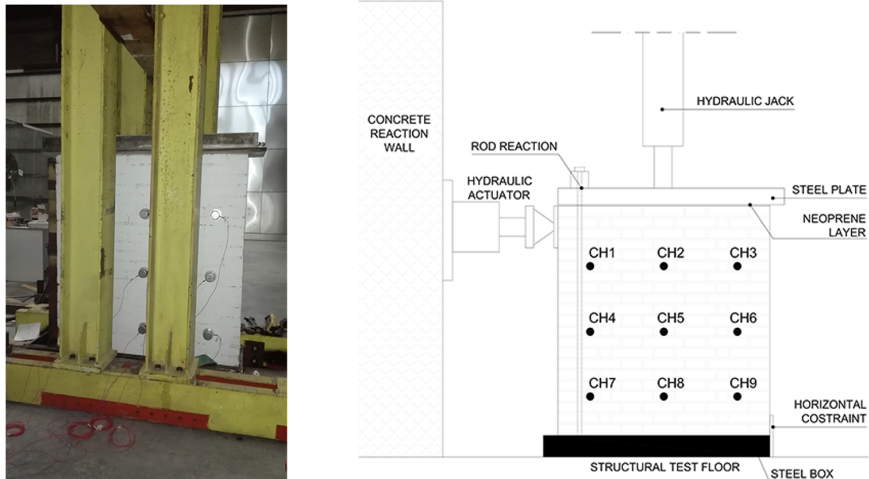 CONCRETE
REACTION
WALL
HYDRAULIC JACK
ROD REACTION
HYDRAULIC
ACTUATOR
STEEL PLATE
NEOPRENE
LAYER
CH1 CH2 CH3
CH4 CH5 CH6
CH7 CH8 CH9
HORIZONTAL
COSTRAINT
STRUCTURAL TEST FLOOR
STEEL BOX